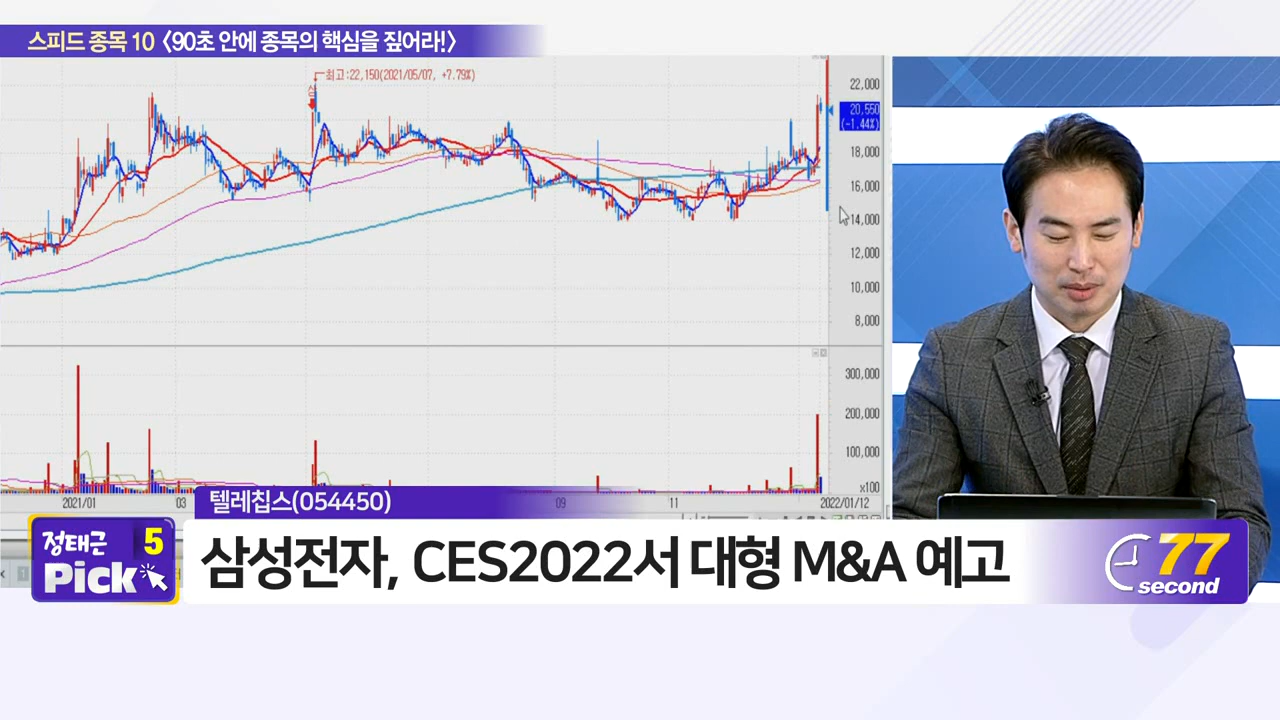 스피드 종목 10 〈90초 안에 종목의 핵심을 짚어라!〉
최고:22,150(2021/05/07, +7.79%)
22,000
20,550
(-1.44%)
18,000
16,000
14,000
12,000
10,000
8,000
300,000
200,000
100,000
x100
2021/01
03
09
11
2022/01/12
텔레칩스(054450)
정태근 5
Pick
삼성전자, CES2022서 대형 M&A 예고
77
second